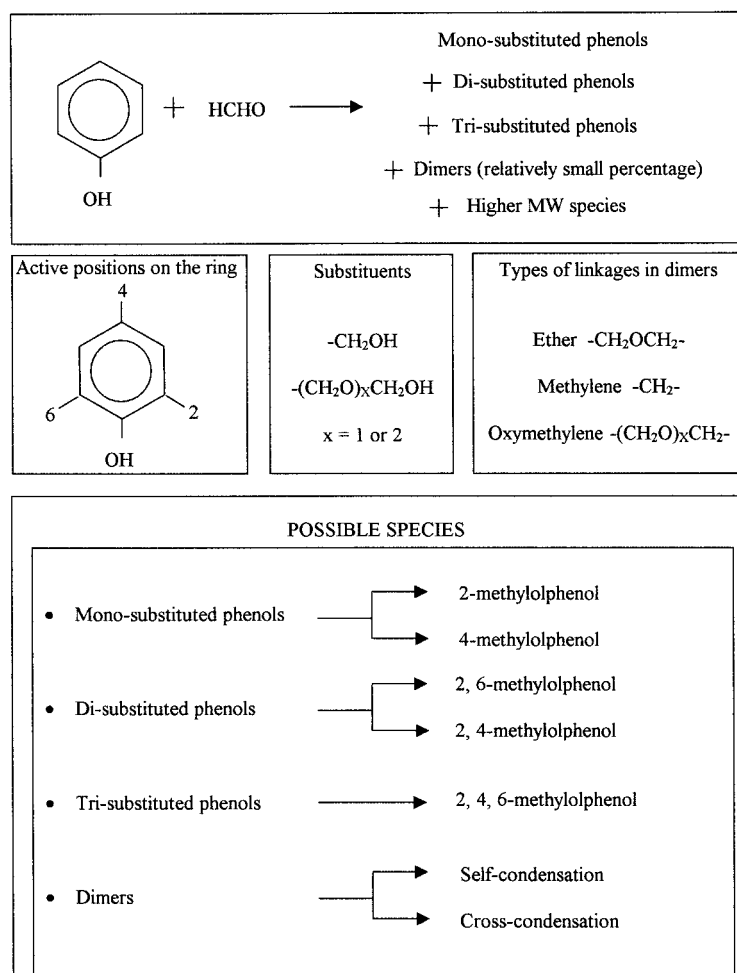 Mono-substituted phenols
+ HCHO
+ Di-substituted phenols
+ Tri-substituted phenols
+ Dimers (relatively small percentage)
+ Higher MW species
OH
Active positions on the ring
4
6
2
OH
Substituents
-CH₂OH
-(CH₂O)ₓCH₂OH
x = 1 or 2
Types of linkages in dimers
Ether -CH₂OCH₂-
Methylene -CH₂-
Oxymethylene -(CH₂O)ₓCH₂-
POSSIBLE SPECIES
• Mono-substituted phenols
2-methylolphenol
4-methylolphenol
• Di-substituted phenols
2, 6-methylolphenol
2, 4-methylolphenol
• Tri-substituted phenols
2, 4, 6-methylolphenol
• Dimers
Self-condensation
Cross-condensation